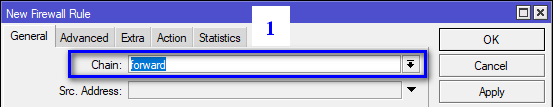 New Firewall Rule
General Advanced Extra Action Statistics 1 OK
Chain: forward Cancel
Src. Address: Apply